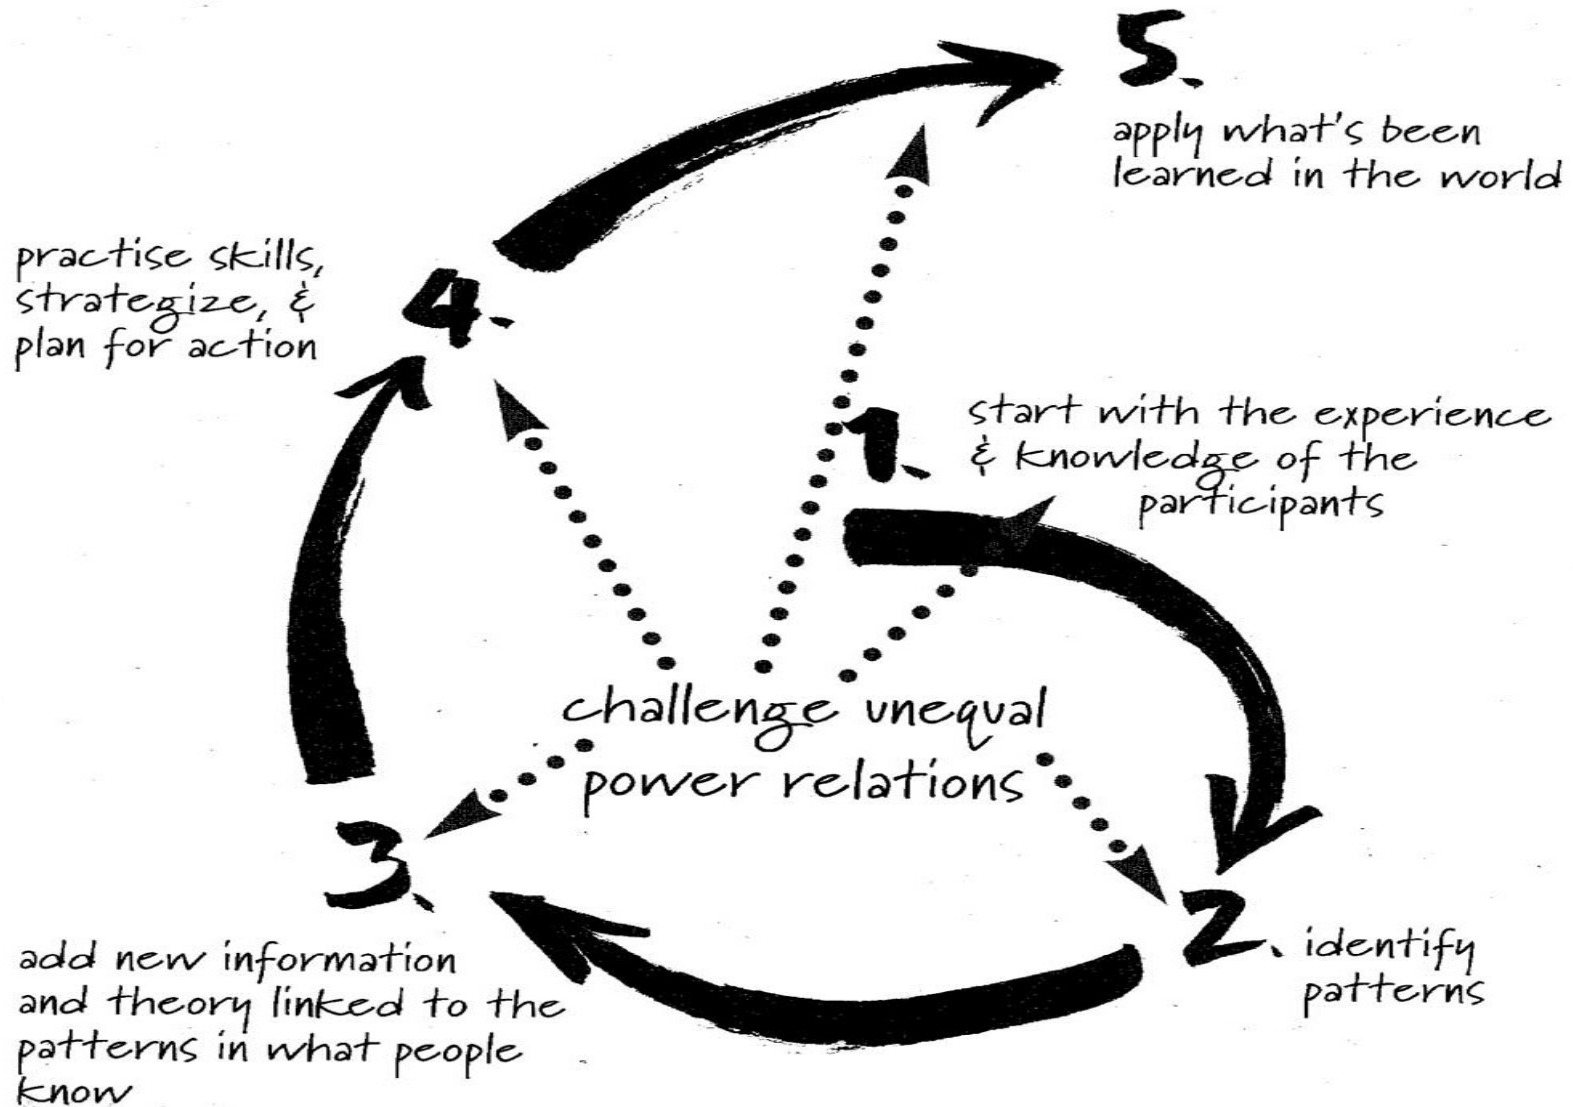 5.
apply what's been
learned in the world
practise skills,
strategize, &
plan for action
4.
1.
start with the experience
& knowledge of the
participants
challenge unequal
power relations
3.
add new information
and theory linked to the
patterns in what people
know
2.
identify
patterns